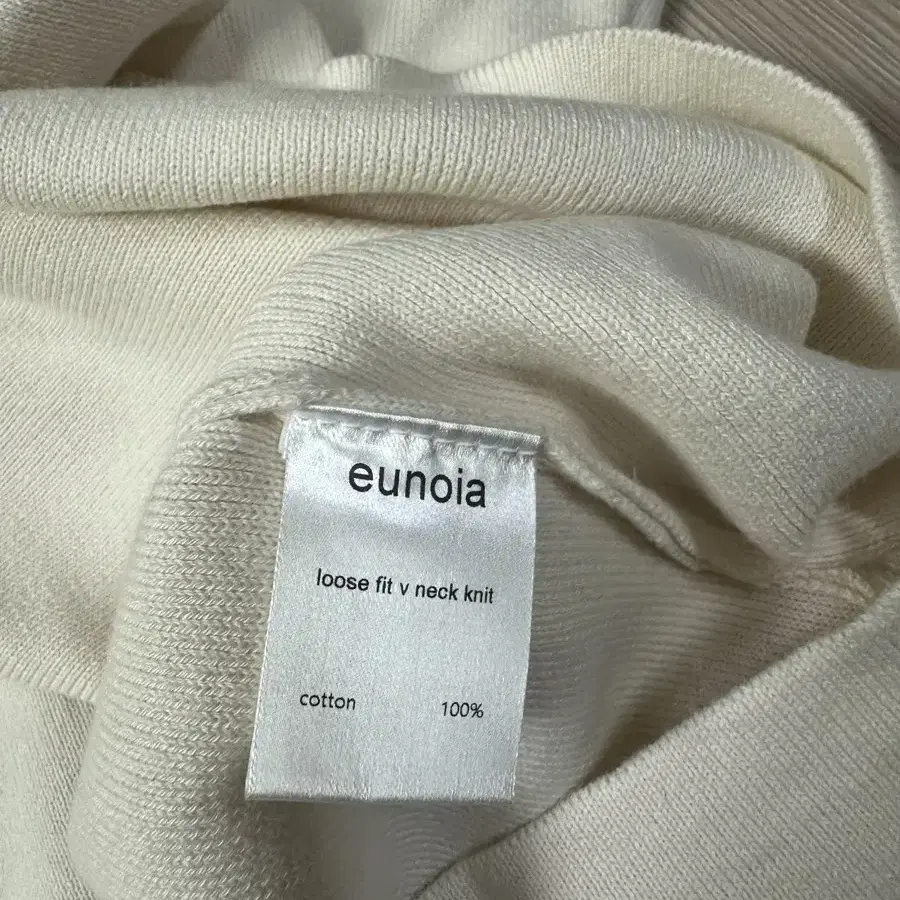 eunoia
loose fit v neck knit
cotton 100%